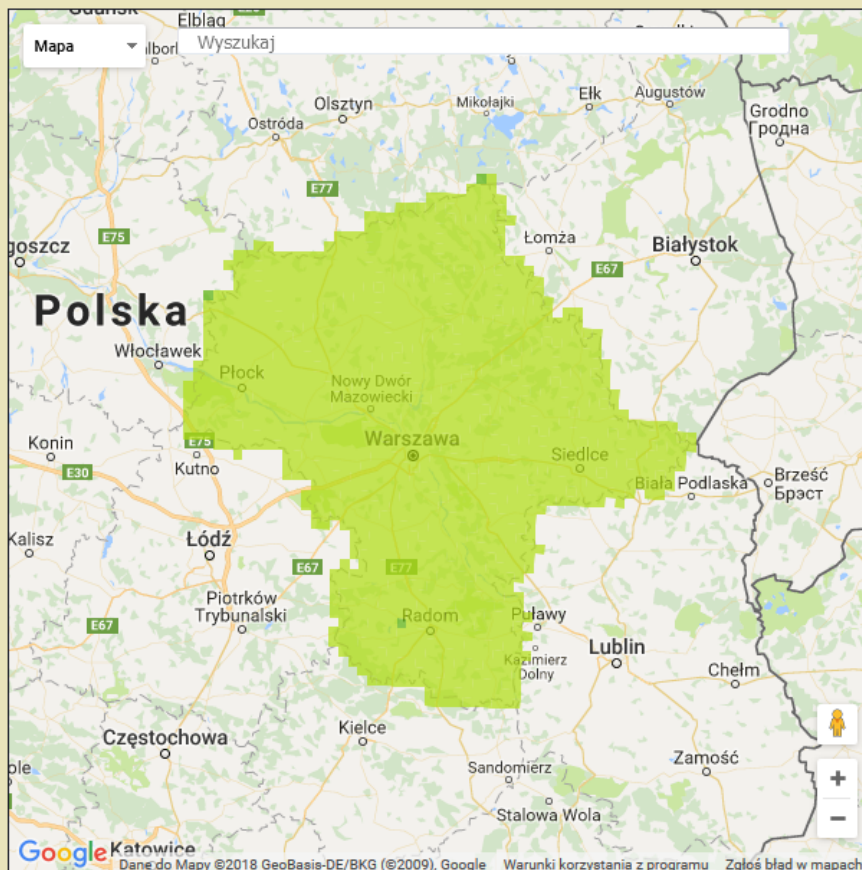 Gdańsk
Elbląg
Mapa
Wyszukaj
Olsztyn
Mikołajki
Ełk
Augustów
Ostróda
Grodno
Гродна
E77
E75
Łomża
Białystok
goszcz
E67
Polska
Włocławek
Płock
Nowy Dwór
Mazowiecki
Warszawa
Konin
E75
Siedlce
Kutno
E30
Biała Podlaska
Brześć
Брэст
Kalisz
Łódź
E67
E77
Piotrków
Trybunalski
E67
Radom
Puławy
Lublin
Kazimierz
Dolny
Chełm
Kielce
Częstochowa
Zamość
ole
Sandomierz
Stalowa Wola
Google
Katowice
Dane do Mapy ©2018 GeoBasis-DE/BKG (©2009), Google Warunki korzystania z programu Zgłoś błąd w mapach